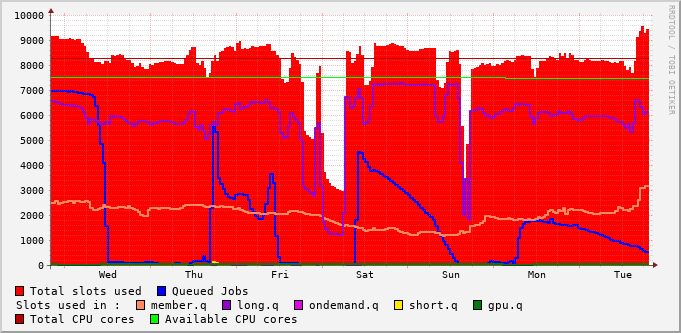 10000
9000
8000
7000
6000
5000
4000
3000
2000
1000
0
Wed Thu Fri Sat Sun Mon Tue
RRDTOOL / TOBI OETIKER
Total slots used Queued Jobs
Slots used in : member.q long.q ondemand.q short.q gpu.q
Total CPU cores Available CPU cores